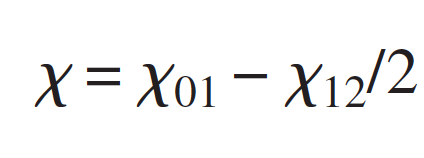 χ = χ₀₁ − χ₁₂/2